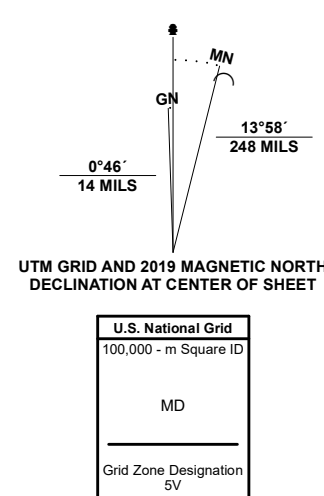 MN
GN
13°58´
248 MILS
0°46´
14 MILS
UTM GRID AND 2019 MAGNETIC NORTH
DECLINATION AT CENTER OF SHEET
U.S. National Grid
100,000 - m Square ID
MD
Grid Zone Designation
5V